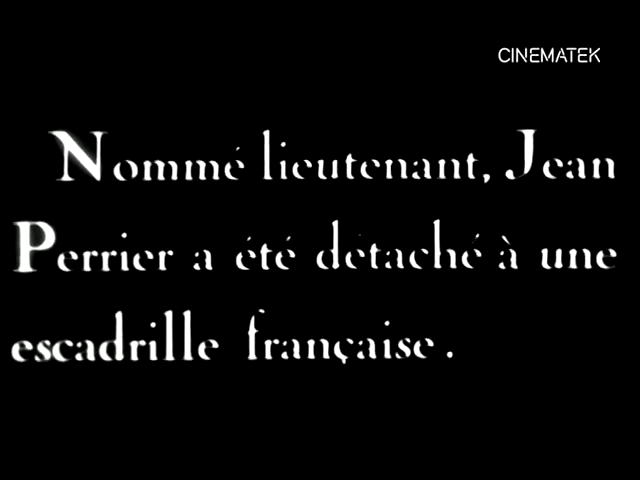 CINEMATEK
Nommé lieutenant, Jean
Perrier a été détaché à une
escadrille française.